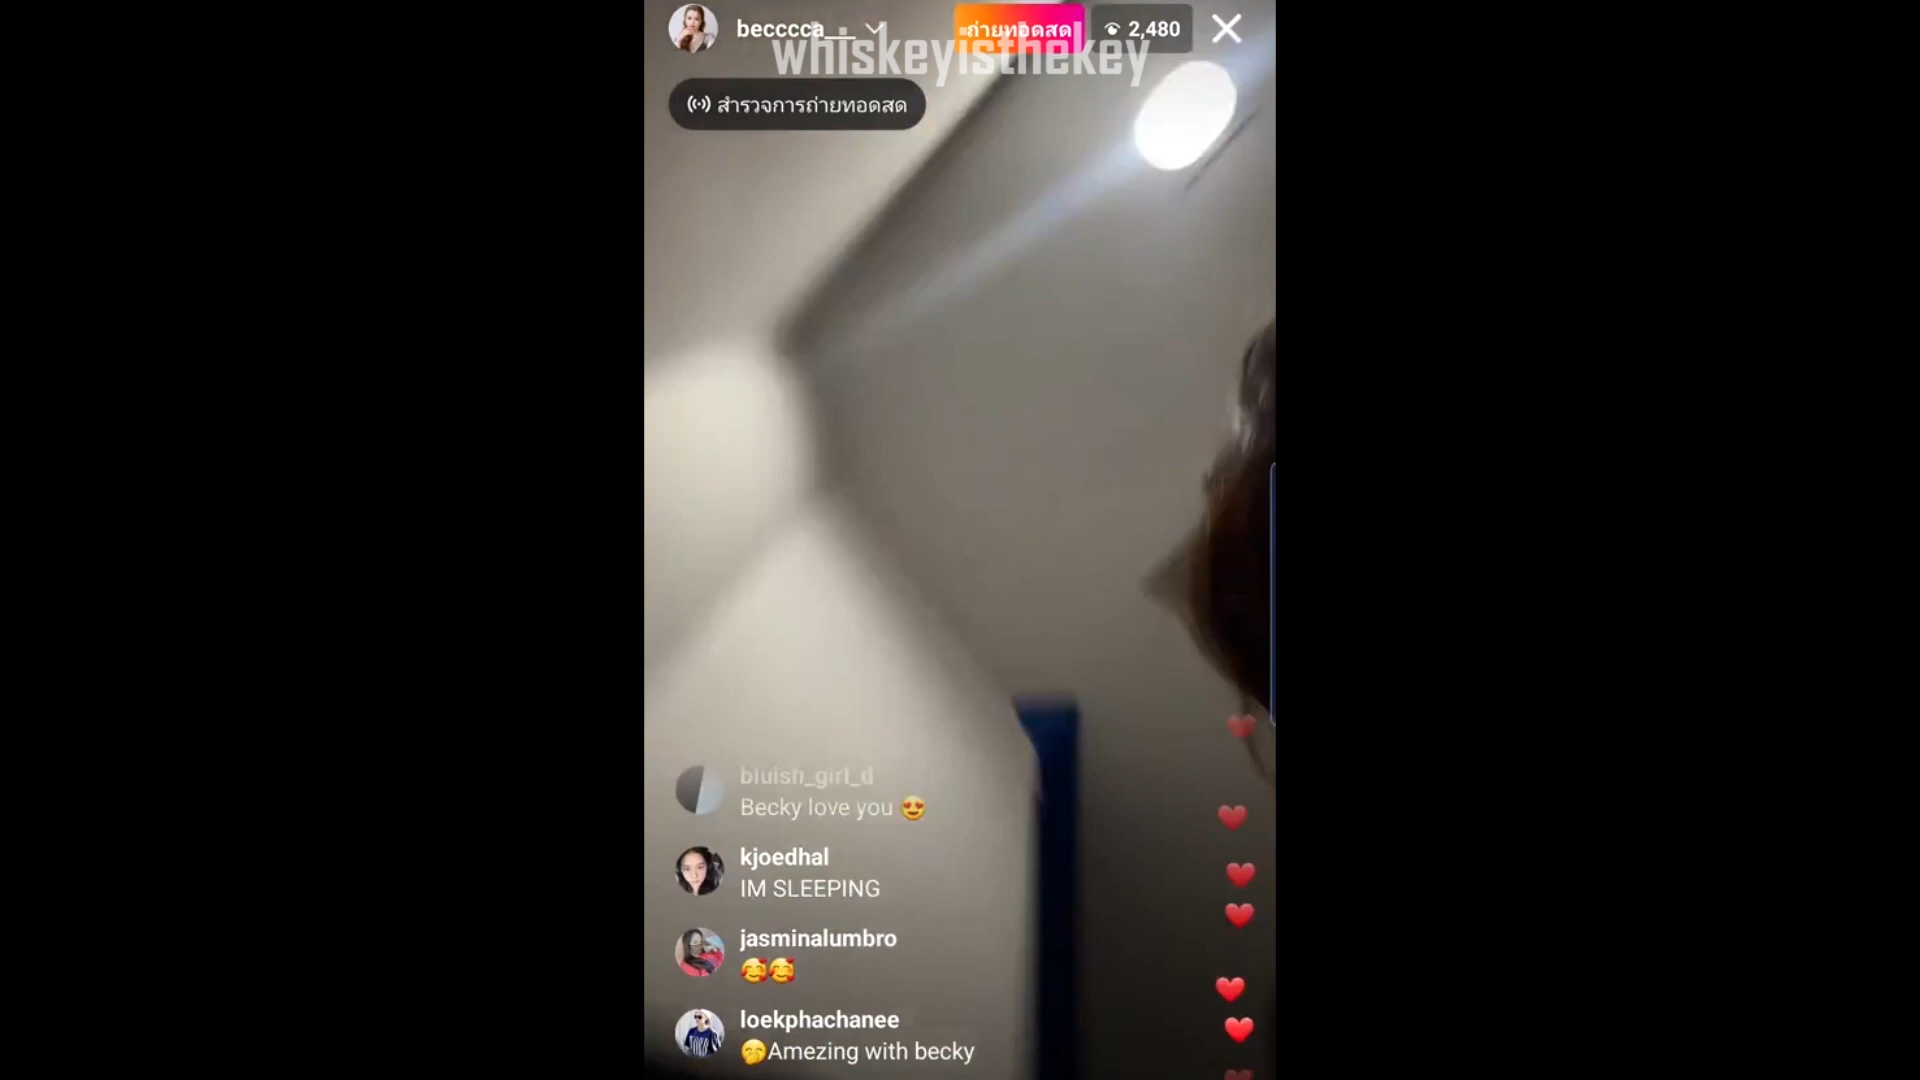 becccca__
ถ่ายทอดสด
2,480
whiskeyisthekey
สำรวจการถ่ายทอดสด
bluish_girl_d
Becky love you 😍
kjoedhal
IM SLEEPING
jasminalumbro
🥰🥰
loekphachanee
🤭Amezing with becky